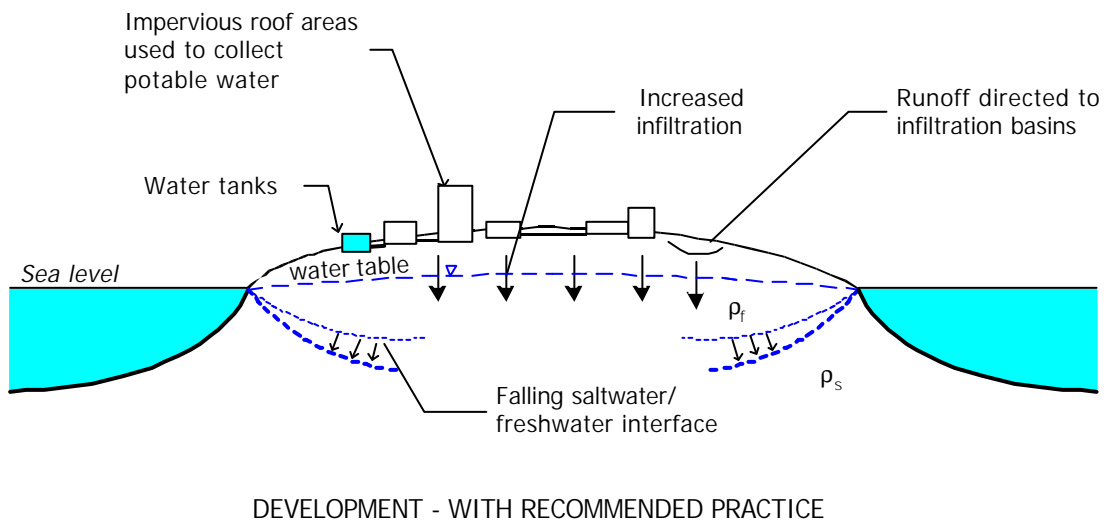 Impervious roof areas
used to collect
potable water
Increased
infiltration
Runoff directed to
infiltration basins
Water tanks
Sea level
water table
ρf
ρs
Falling saltwater/
freshwater interface
DEVELOPMENT - WITH RECOMMENDED PRACTICE